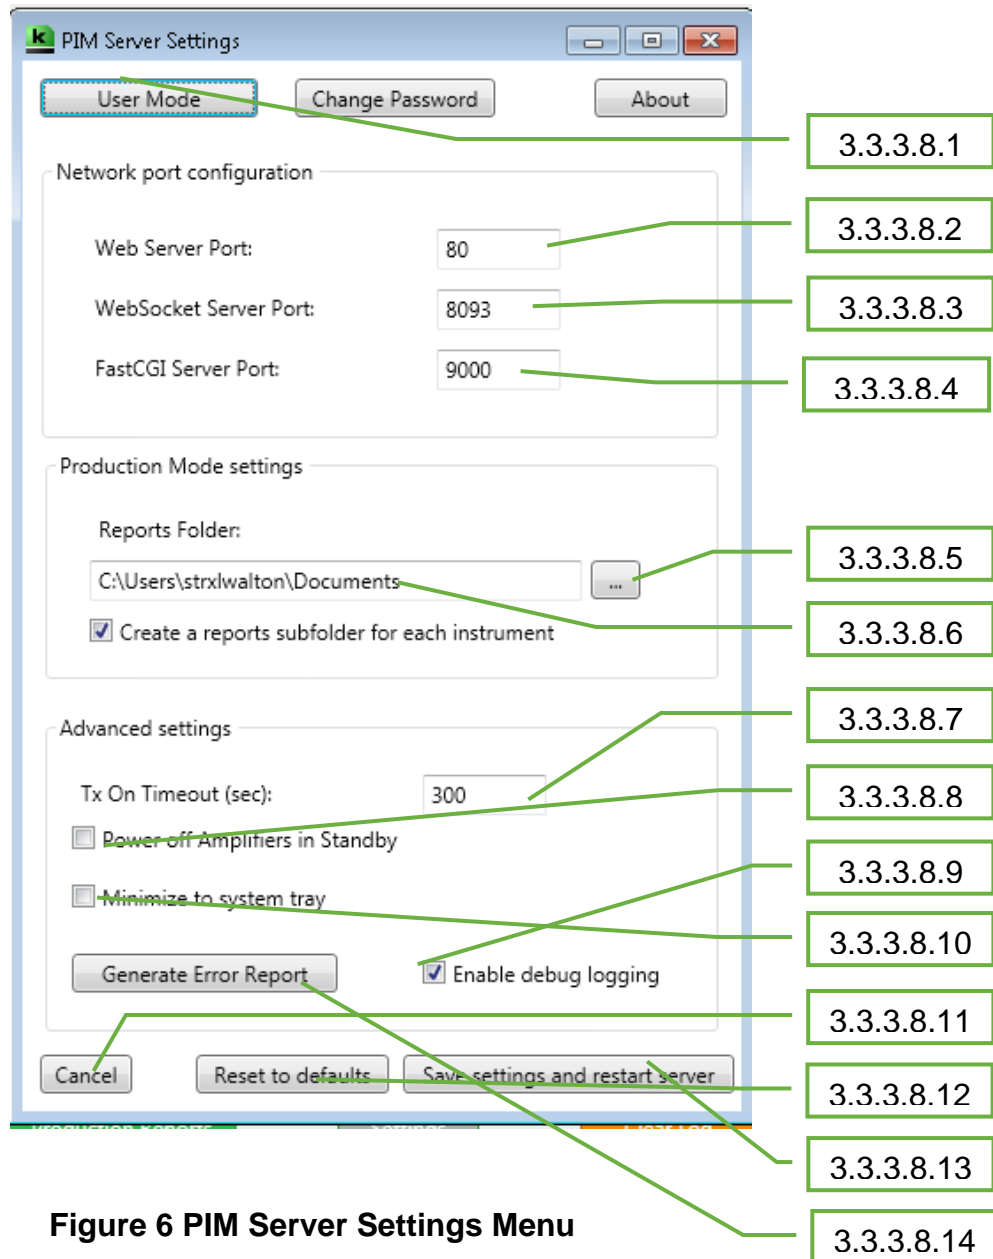 k PIM Server Settings
User Mode Change Password About
3.3.3.8.1
Network port configuration
Web Server Port: 80
3.3.3.8.2
WebSocket Server Port: 8093
3.3.3.8.3
FastCGI Server Port: 9000
3.3.3.8.4
Production Mode settings
Reports Folder:
3.3.3.8.5
C:\Users\strxlwalton\Documents ...
Create a reports subfolder for each instrument
3.3.3.8.6
Advanced settings
3.3.3.8.7
Tx On Timeout (sec): 300
3.3.3.8.8
Power off Amplifiers in Standby
3.3.3.8.9
Minimize to system tray
3.3.3.8.10
Generate Error Report Enable debug logging
3.3.3.8.11
Cancel Reset to defaults Save settings and restart server
3.3.3.8.12
Production Reports Settings Clear Log
3.3.3.8.13
Figure 6 PIM Server Settings Menu
3.3.3.8.14